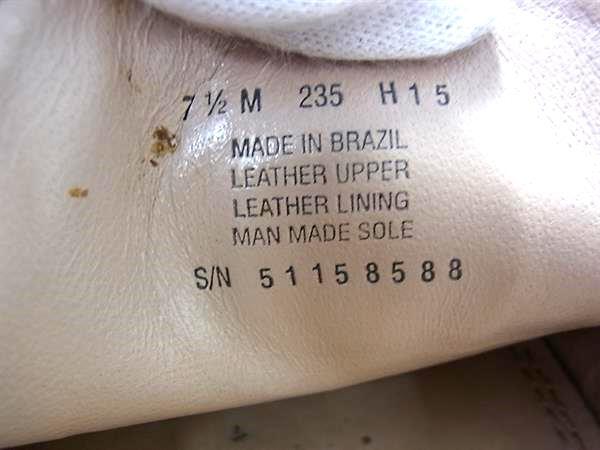 7 ½ M 235 H 1 5
MADE IN BRAZIL
LEATHER UPPER
LEATHER LINING
MAN MADE SOLE
S/N 5 1 1 5 8 5 8 8